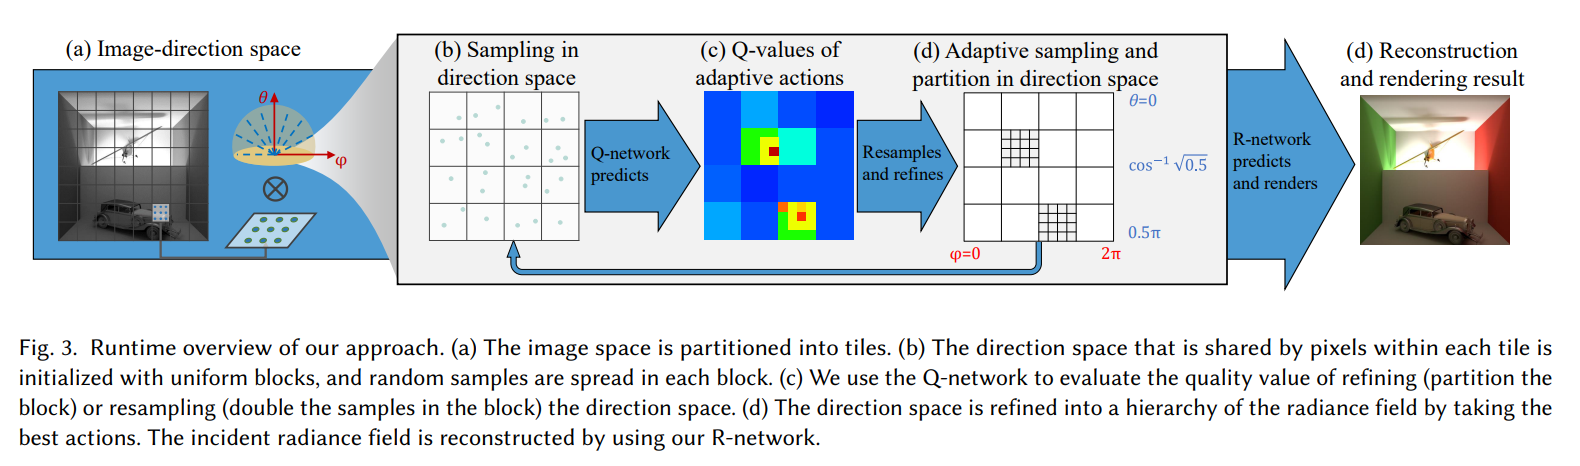 (a) Image-direction space
θ
φ
(b) Sampling in
direction space
Q-network
predicts
(c) Q-values of
adaptive actions
Resamples
and refines
(d) Adaptive sampling and
partition in direction space
θ=0
cos⁻¹ √0.5
0.5π
φ=0
2π
R-network
predicts
and renders
(d) Reconstruction
and rendering result
Fig. 3. Runtime overview of our approach. (a) The image space is partitioned into tiles. (b) The direction space that is shared by pixels within each tile is
initialized with uniform blocks, and random samples are spread in each block. (c) We use the Q-network to evaluate the quality value of refining (partition the
block) or resampling (double the samples in the block) the direction space. (d) The direction space is refined into a hierarchy of the radiance field by taking the
best actions. The incident radiance field is reconstructed by using our R-network.